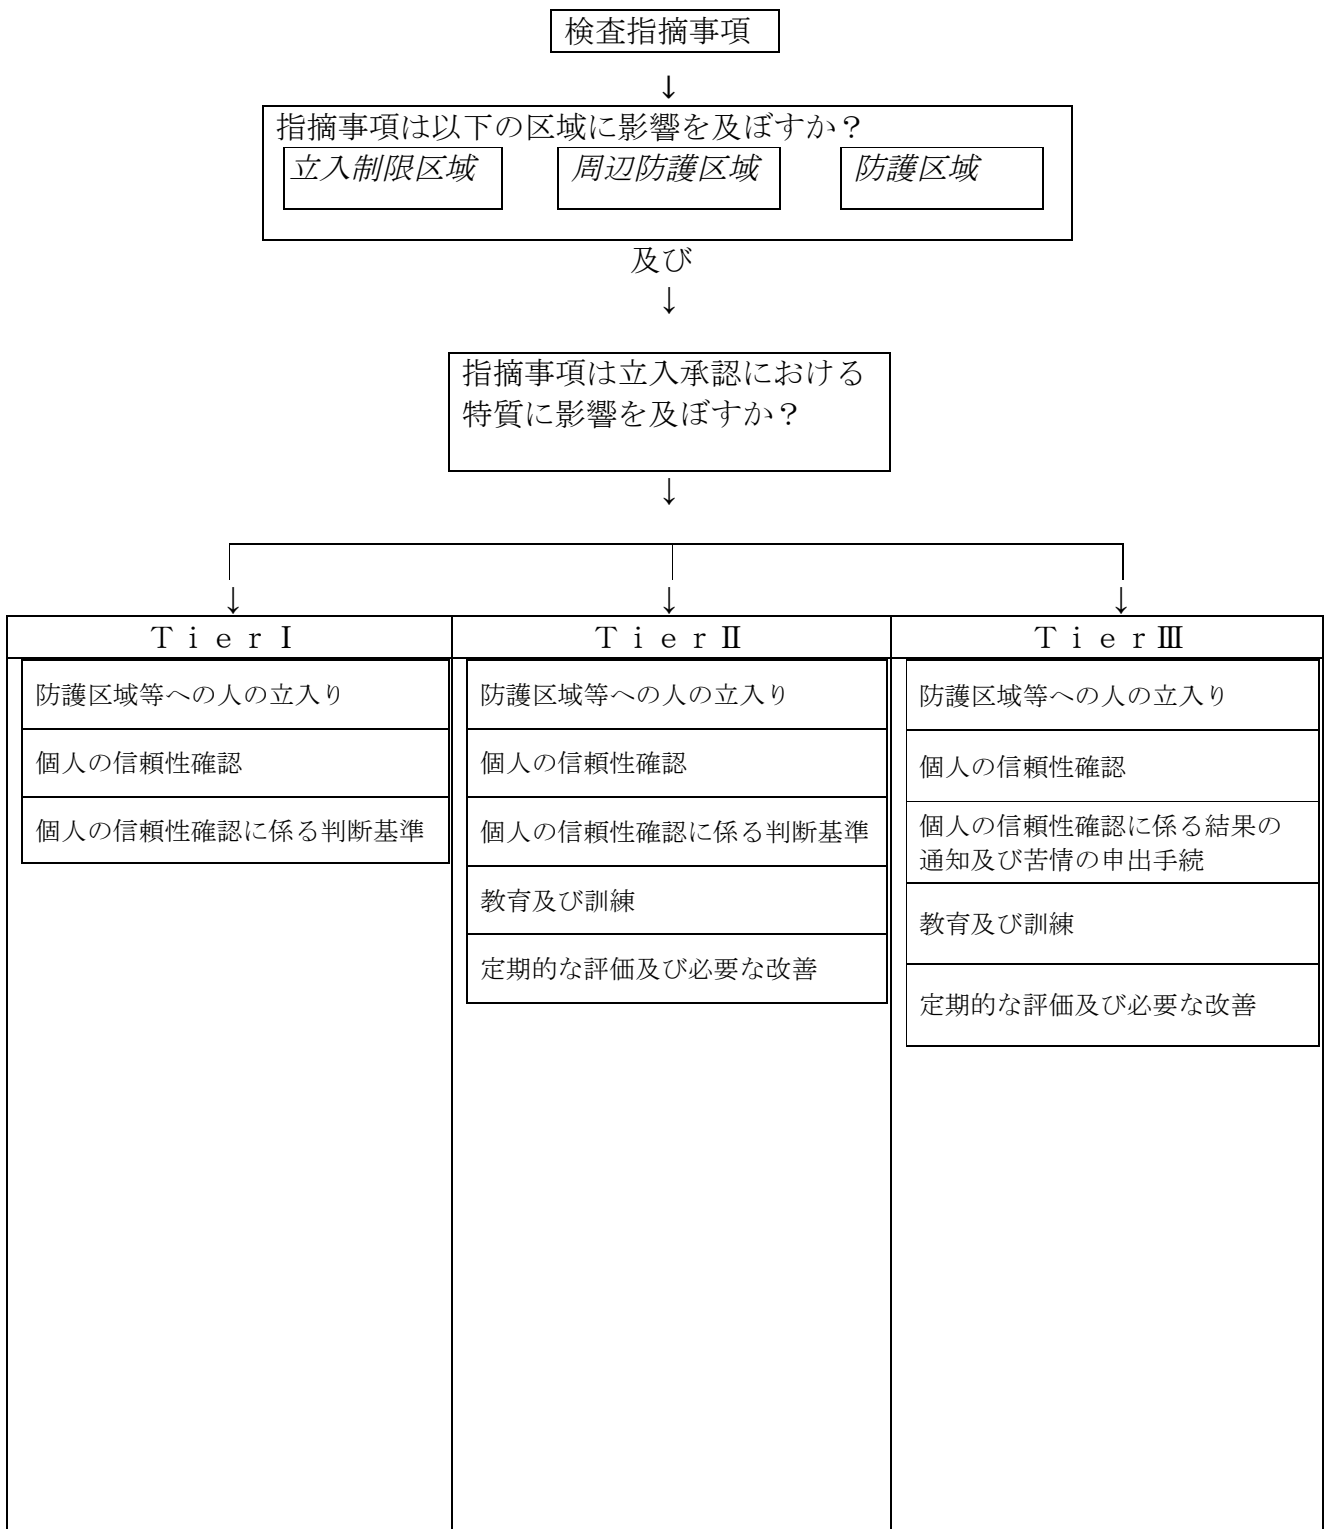 検査指摘事項
↓
指摘事項は以下の区域に影響を及ぼすか？
立入制限区域 周辺防護区域 防護区域
及び
↓
指摘事項は立入承認における
特質に影響を及ぼすか？
↓
↓ ↓ ↓
ＴｉｅｒⅠ ＴｉｅｒⅡ ＴｉｅｒⅢ
防護区域等への人の立入り
個人の信頼性確認
個人の信頼性確認に係る判断基準
防護区域等への人の立入り
個人の信頼性確認
個人の信頼性確認に係る判断基準
教育及び訓練
定期的な評価及び必要な改善
防護区域等への人の立入り
個人の信頼性確認
個人の信頼性確認に係る結果の
通知及び苦情の申出手続
教育及び訓練
定期的な評価及び必要な改善